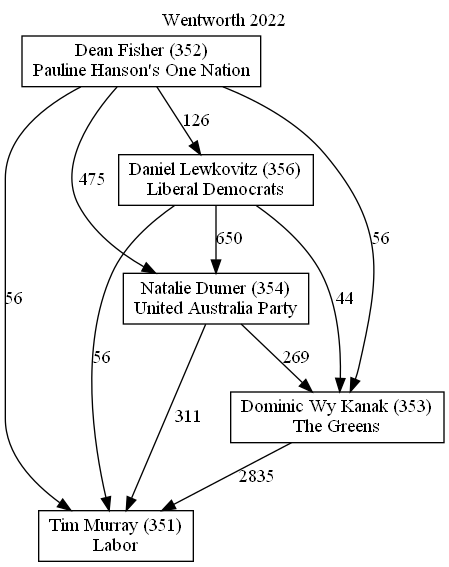 Wentworth 2022
Dean Fisher (352)
Pauline Hanson's One Nation
126
475
Daniel Lewkovitz (356)
Liberal Democrats
56
650
Natalie Dumer (354)
United Australia Party
56
44
56
269
Dominic Wy Kanak (353)
The Greens
311
2835
Tim Murray (351)
Labor